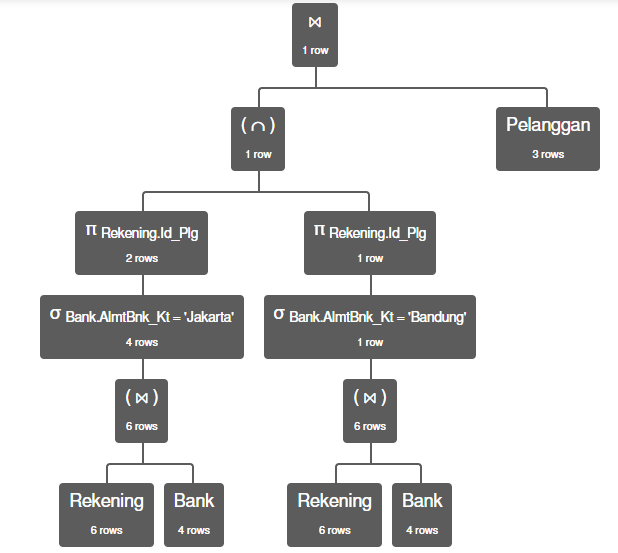 ⋈
1 row
( ∩ )
1 row
Pelanggan
3 rows
π Rekening.Id_Plg
2 rows
π Rekening.Id_Plg
1 row
σ Bank.AlmtBnk_Kt = 'Jakarta'
4 rows
σ Bank.AlmtBnk_Kt = 'Bandung'
1 row
( ⋈ )
6 rows
( ⋈ )
6 rows
Rekening
6 rows
Bank
4 rows
Rekening
6 rows
Bank
4 rows